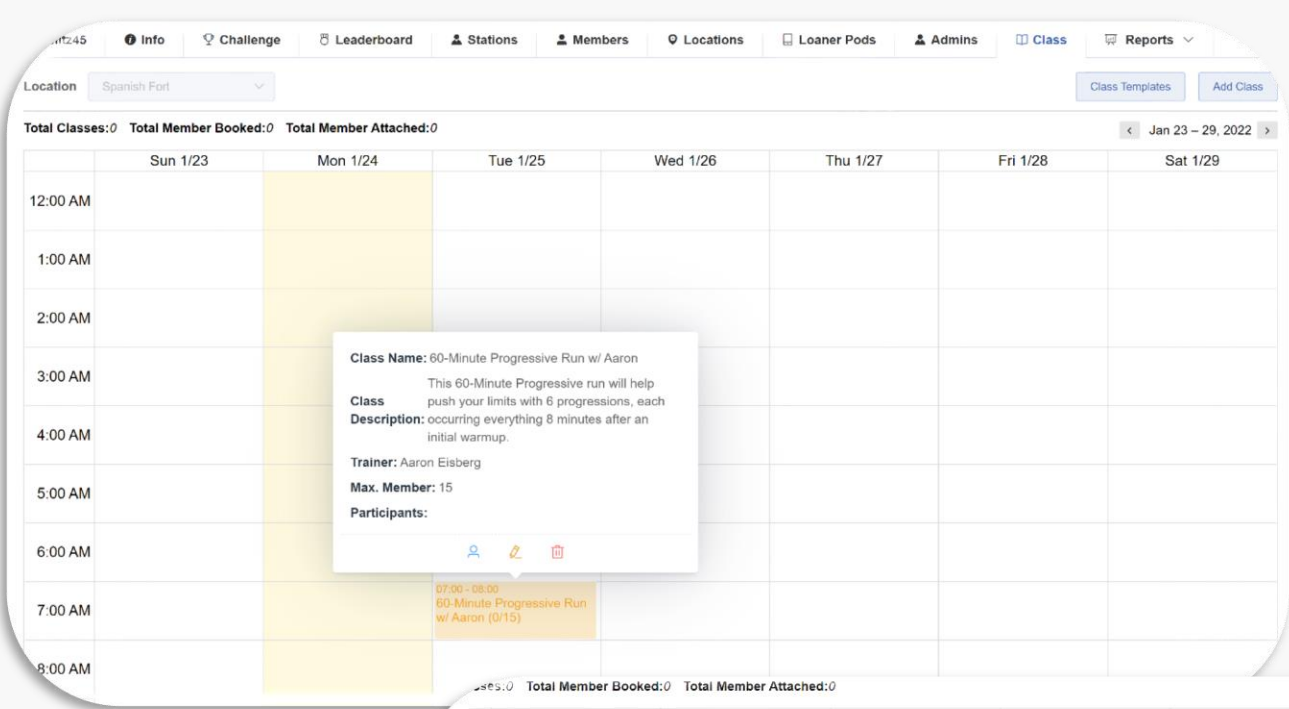 Info Challenge Leaderboard Stations Members Locations Loaner Pods Admins Class Reports
Location Spanish Fort Class Templates Add Class
Total Classes:0 Total Member Booked:0 Total Member Attached:0 Jan 23 – 29, 2022
Sun 1/23 Mon 1/24 Tue 1/25 Wed 1/26 Thu 1/27 Fri 1/28 Sat 1/29
12:00 AM
1:00 AM
2:00 AM
3:00 AM
4:00 AM
5:00 AM
6:00 AM
7:00 AM
8:00 AM
Class Name: 60-Minute Progressive Run w/ Aaron
This 60-Minute Progressive run will help
Class push your limits with 6 progressions, each
Description: occurring everything 8 minutes after an
initial warmup.
Trainer: Aaron Eisberg
Max. Member: 15
Participants:
07:00 - 08:00
60-Minute Progressive Run
w/ Aaron (0/15)
Total Member Booked:0 Total Member Attached:0